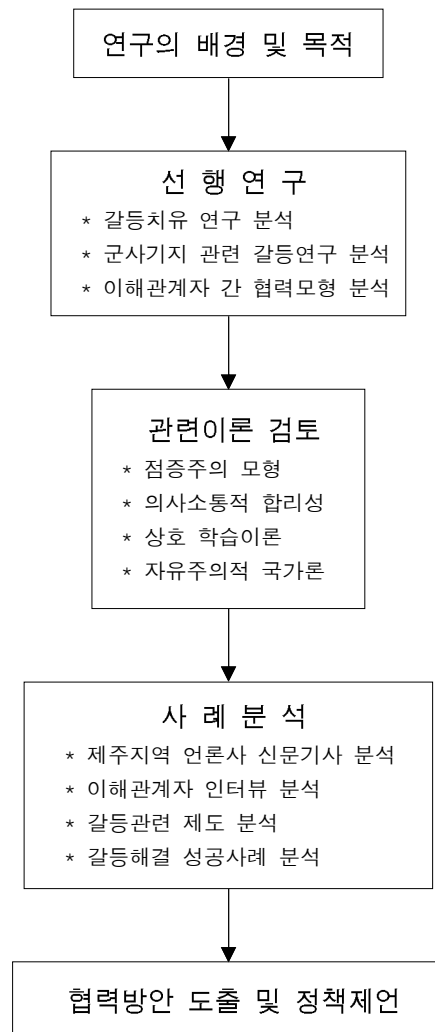 연구의 배경 및 목적
선 행 연 구
* 갈등치유 연구 분석
* 군사기지 관련 갈등연구 분석
* 이해관계자 간 협력모형 분석
관련이론 검토
* 점증주의 모형
* 의사소통적 합리성
* 상호 학습이론
* 자유주의적 국가론
사 례 분 석
* 제주지역 언론사 신문기사 분석
* 이해관계자 인터뷰 분석
* 갈등관련 제도 분석
* 갈등해결 성공사례 분석
협력방안 도출 및 정책제언